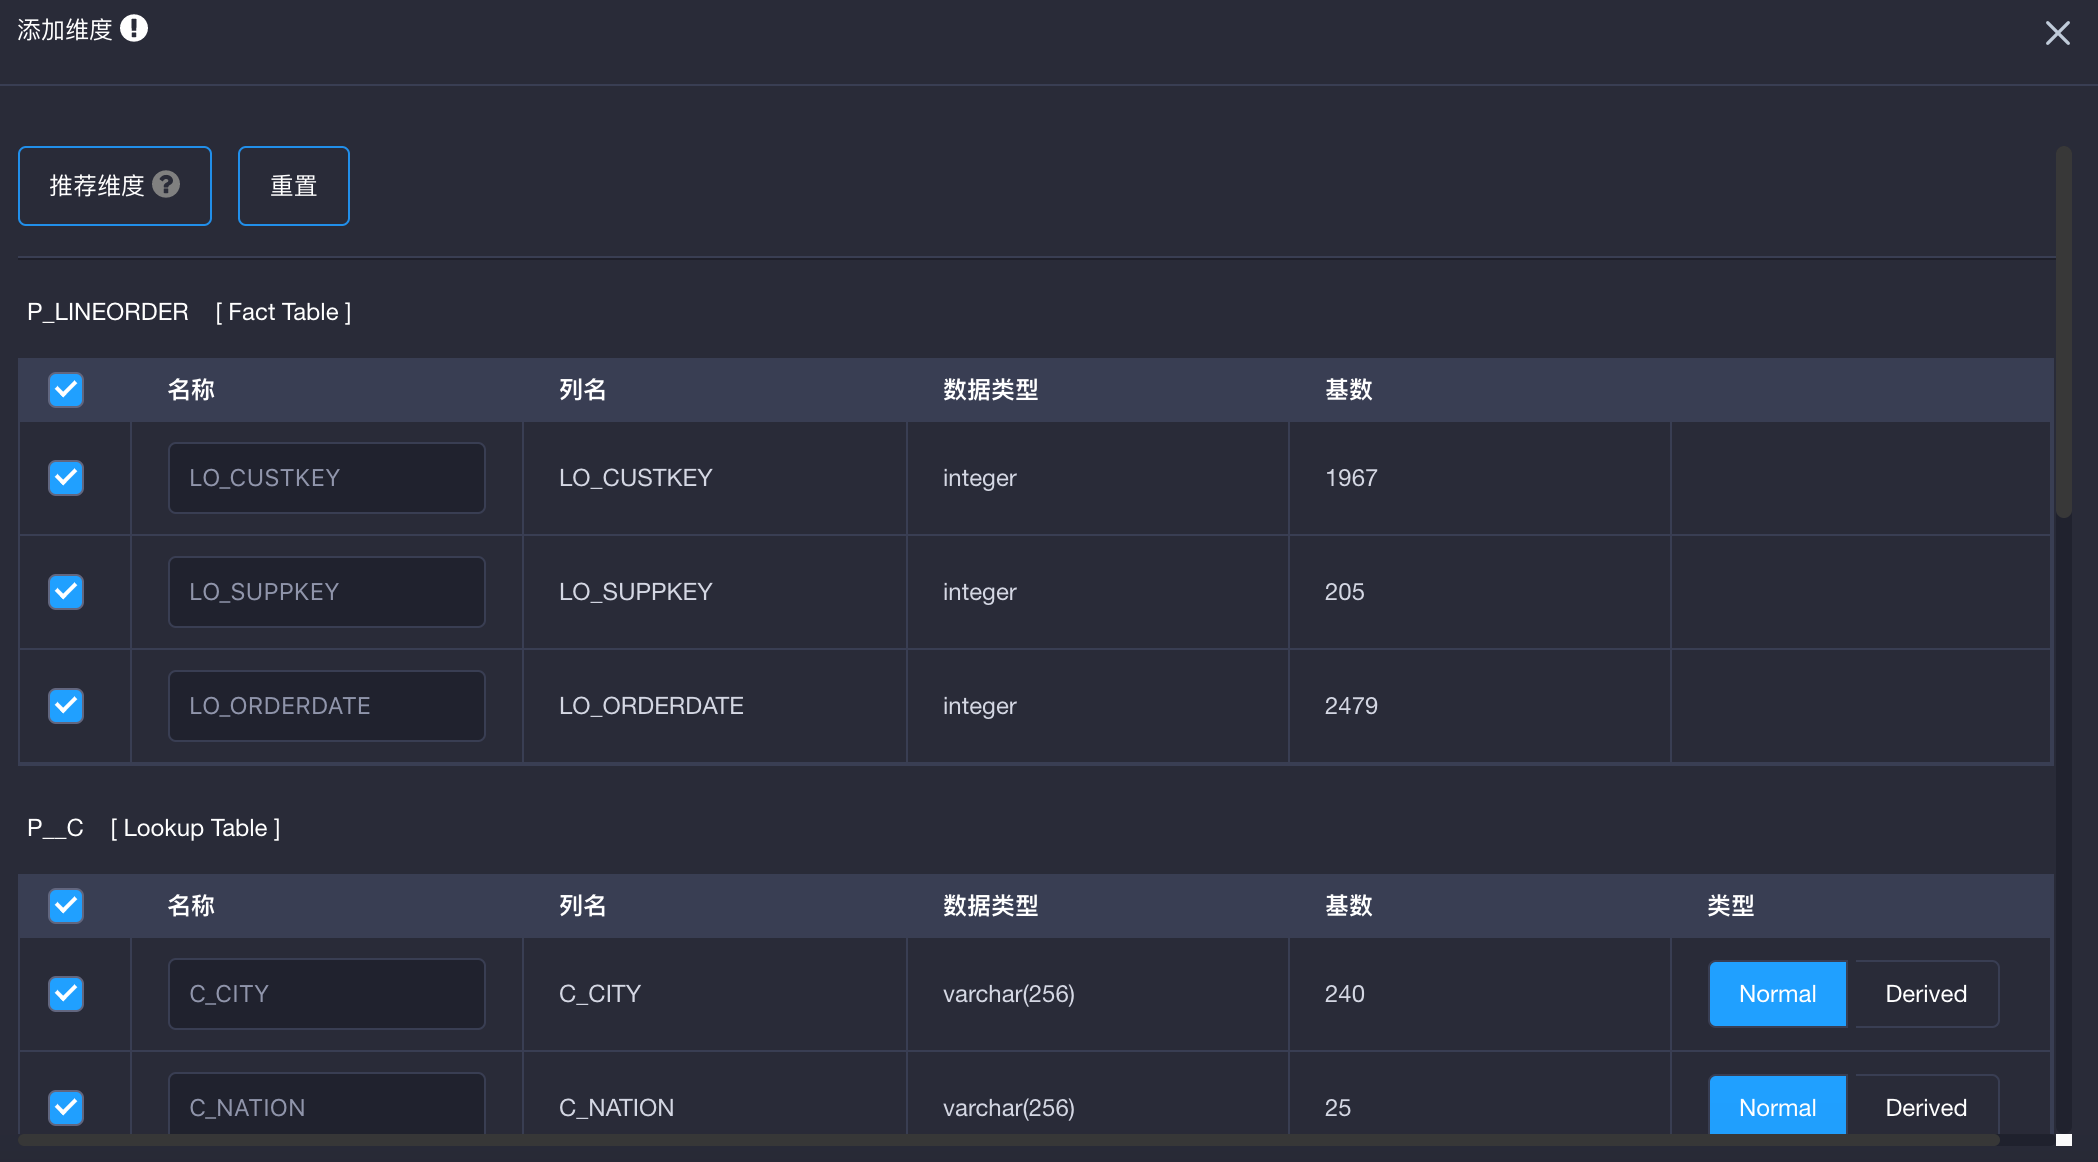 添加维度
推荐维度 重置
P_LINEORDER [ Fact Table ]
名称 列名 数据类型 基数
LO_CUSTKEY LO_CUSTKEY integer 1967
LO_SUPPKEY LO_SUPPKEY integer 205
LO_ORDERDATE LO_ORDERDATE integer 2479
P__C [ Lookup Table ]
名称 列名 数据类型 基数 类型
C_CITY C_CITY varchar(256) 240 Normal Derived
C_NATION C_NATION varchar(256) 25 Normal Derived